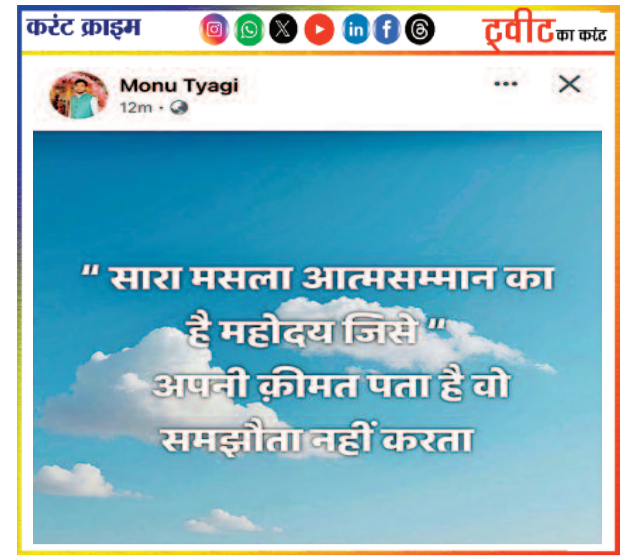 करंट क्राइम
ट्वीट का करंट
Monu Tyagi
12m
" सारा मसला आत्मसम्मान का
है महोदय जिसे "
अपनी क़ीमत पता है वो
समझौता नहीं करता